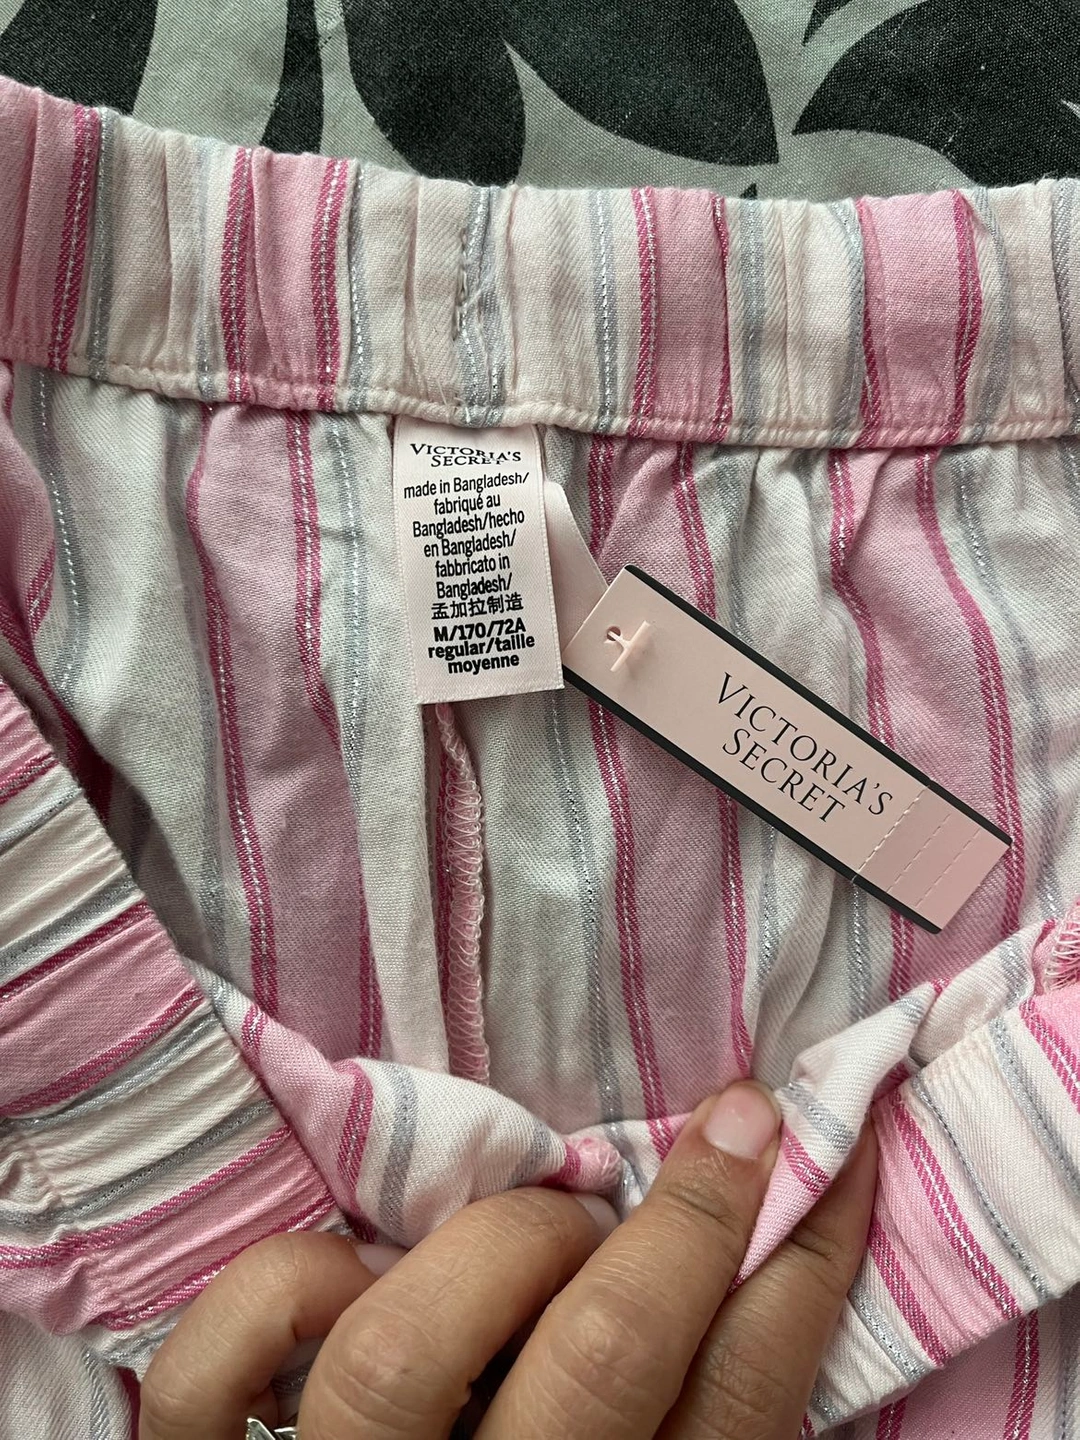 VICTORIA'S
SECRET
made in Bangladesh/
fabriqué au
Bangladesh/hecho
en Bangladesh/
fabbricato in
Bangladesh/
孟加拉制造
M/170/72A
regular/taille
moyenne
VICTORIA'S
SECRET